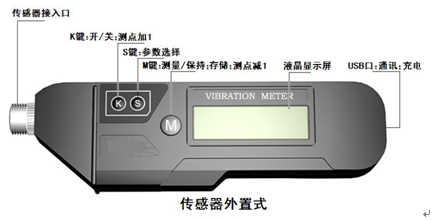 传感器接入口
K键:开/关:测点加1
S键:参数选择
M键:测量/保持:存储:测点减1
液晶显示屏
USB口:通讯:充电
VIBRATION METER
K
S
M
传感器外置式